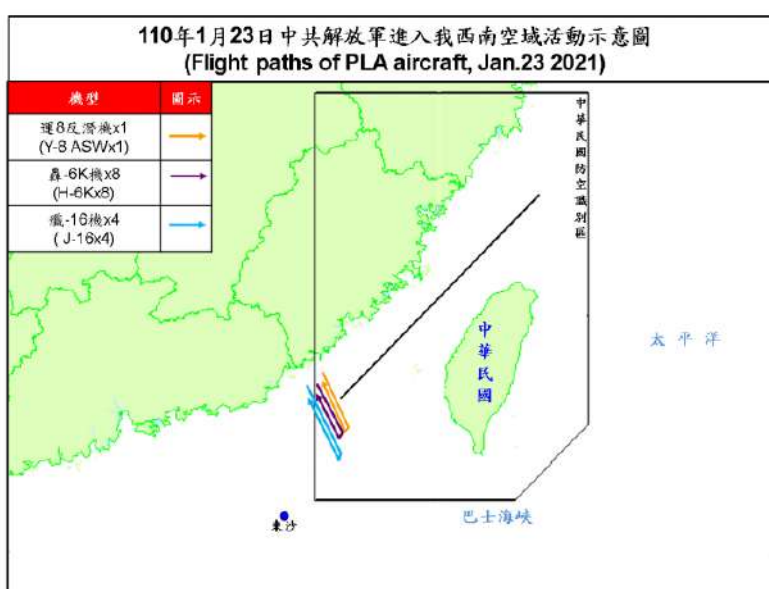 110年1月23日中共解放軍進入我西南空域活動示意圖
(Flight paths of PLA aircraft, Jan.23 2021)
機型 圖示
運8反潛機x1
(Y-8 ASWx1)
轟-6K機x8
(H-6Kx8)
殲-16機x4
( J-16x4)
中華民國防空識別區
中華民國
太平洋
巴士海峽
東沙